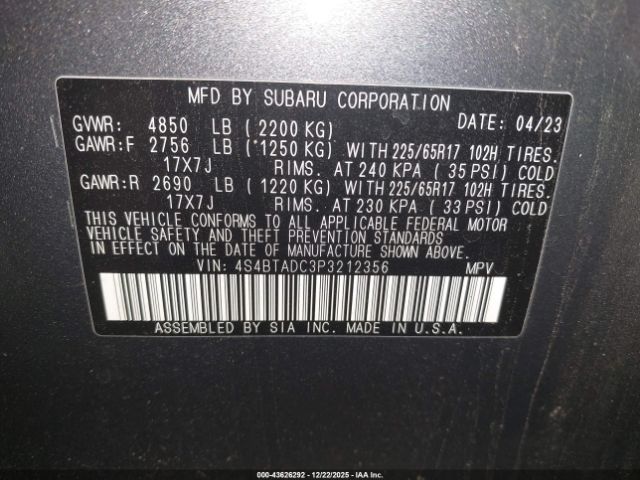 MFD BY SUBARU CORPORATION
GVWR: 4850 LB (2200 KG) DATE: 04/23
GAWR:F 2756 LB (*1250 KG) WITH 225/65R17 102H TIRES.
17X7J RIMS. AT 240 KPA (35 PSI) COLD
GAWR:R 2690 LB (1220 KG) WITH 225/65R17 102H TIRES.
17X7J RIMS. AT 230 KPA (33 PSI) COLD
THIS VEHICLE CONFORMS TO ALL APPLICABLE FEDERAL MOTOR
VEHICLE SAFETY AND THEFT PREVENTION STANDARDS
IN EFFECT ON THE DATE OF MANUFACTURE SHOWN ABOVE.
VIN: 4S4BTADC3P3212356 MPV
ASSEMBLED BY SIA INC. MADE IN U.S.A.
000-43626292 - 12/22/2025 - IAAI.com